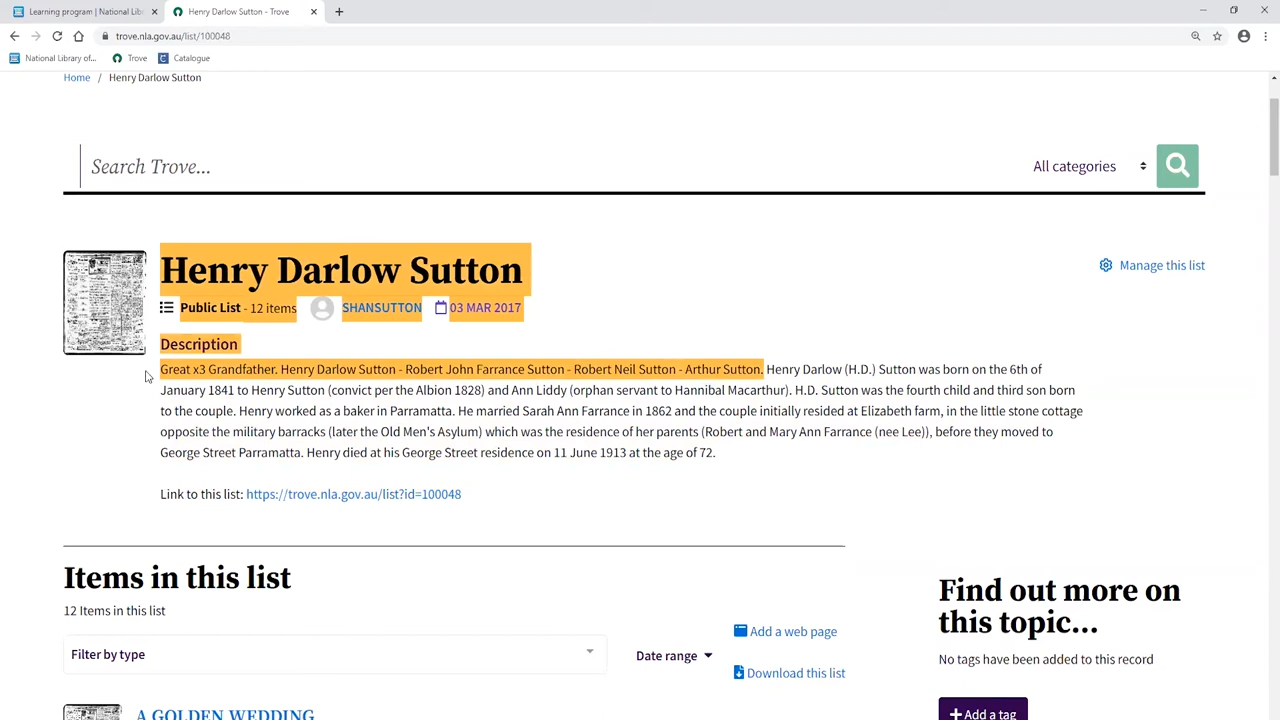 Learning program | National Lib
Henry Darlow Sutton - Trove
trove.nla.gov.au/list/100048
National Library of...
Trove
Catalogue
Home / Henry Darlow Sutton
Search Trove...
All categories
Henry Darlow Sutton
Manage this list
Public List - 12 items
SHANSUTTON
03 MAR 2017
Description
Great x3 Grandfather. Henry Darlow Sutton - Robert John Farrance Sutton - Robert Neil Sutton - Arthur Sutton. Henry Darlow (H.D.) Sutton was born on the 6th of
January 1841 to Henry Sutton (convict per the Albion 1828) and Ann Liddy (orphan servant to Hannibal Macarthur). H.D. Sutton was the fourth child and third son born
to the couple. Henry worked as a baker in Parramatta. He married Sarah Ann Farrance in 1862 and the couple initially resided at Elizabeth farm, in the little stone cottage
opposite the military barracks (later the Old Men's Asylum) which was the residence of her parents (Robert and Mary Ann Farrance (nee Lee)), before they moved to
George Street Parramatta. Henry died at his George Street residence on 11 June 1913 at the age of 72.
Link to this list: https://trove.nla.gov.au/list?id=100048
Items in this list
12 Items in this list
Filter by type
Date range
Add a web page
Download this list
Find out more on
this topic...
No tags have been added to this record
Add a tag
A GOLDEN WEDDING